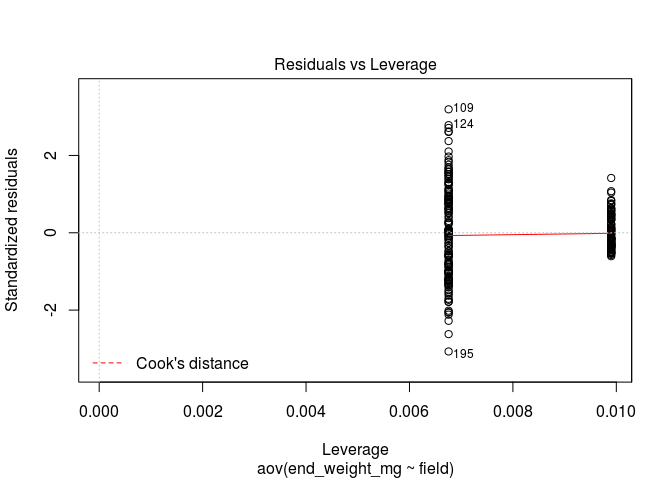 Residuals vs Leverage
Standardized residuals
2
0
-2
109
124
195
Cook's distance
0.000 0.002 0.004 0.006 0.008 0.010
Leverage
aov(end_weight_mg ~ field)